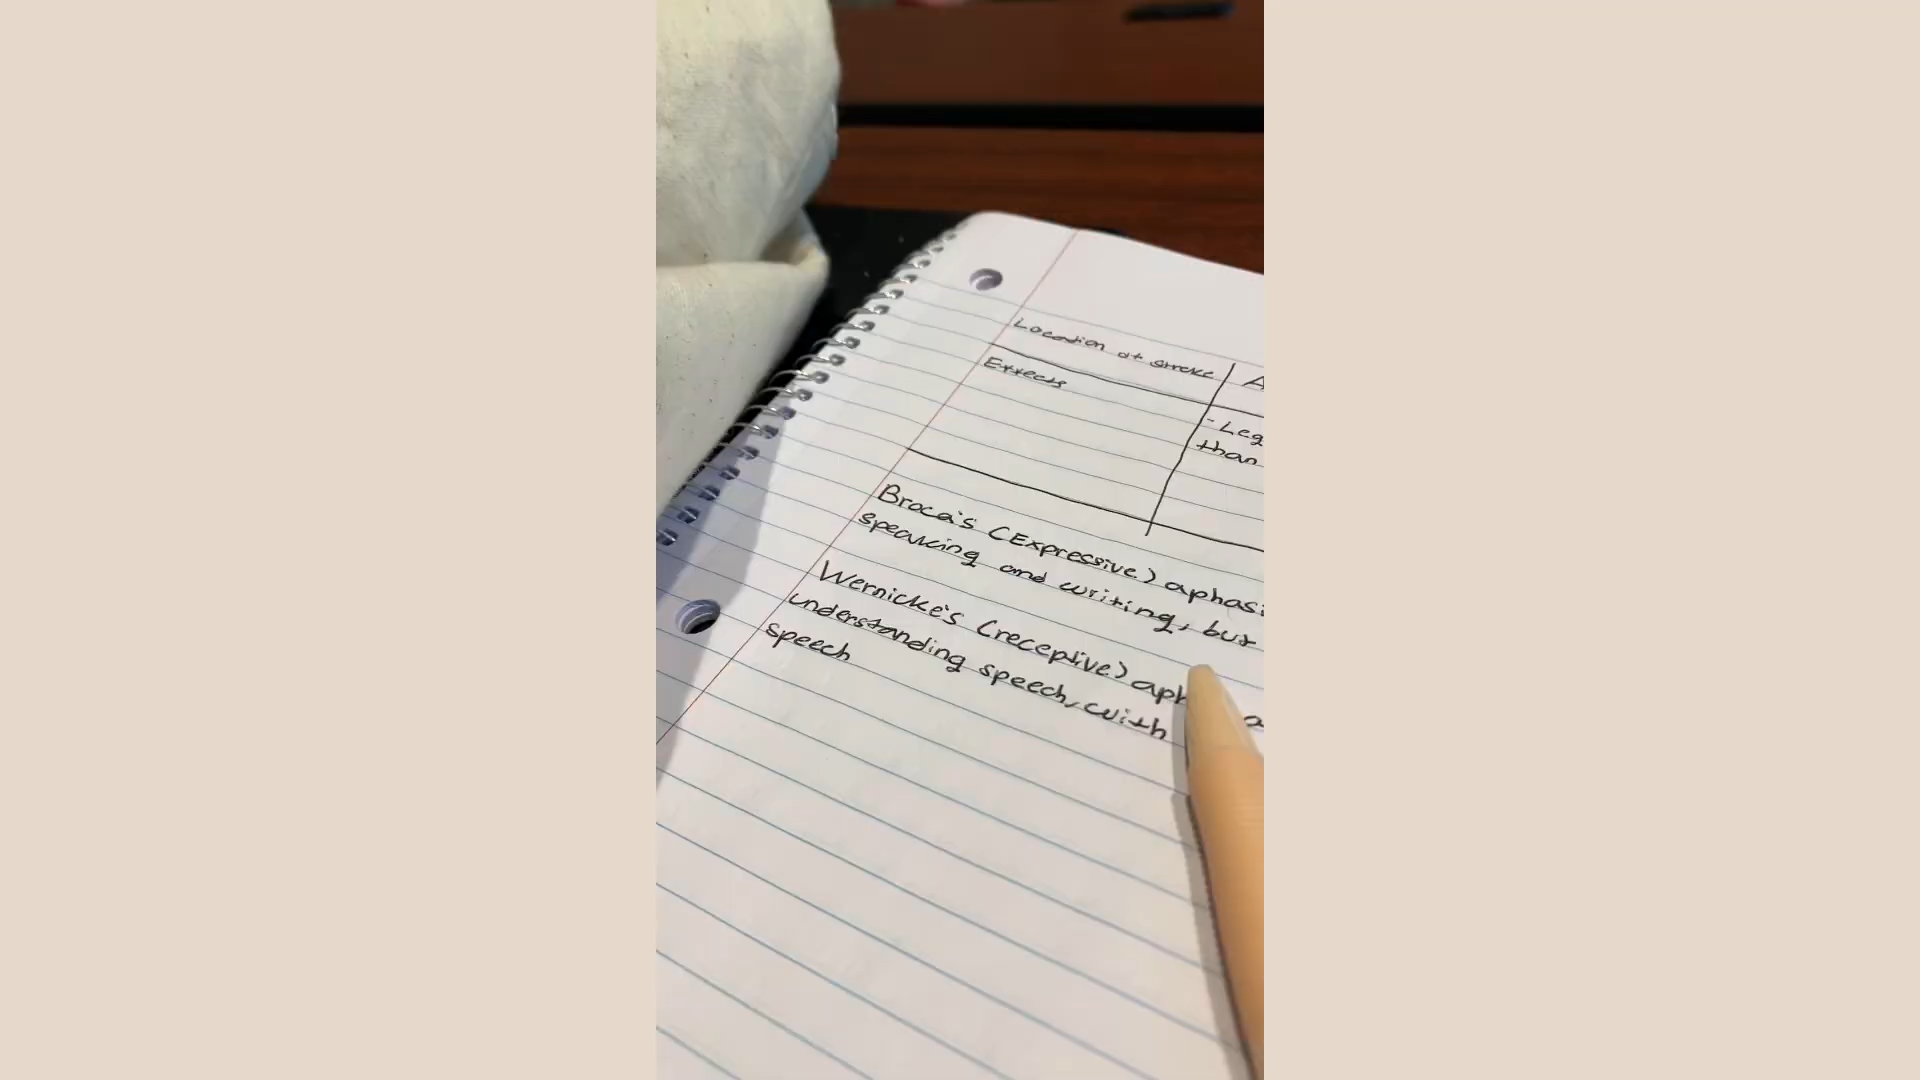 Location of stroke
Effects
- Leg
than
Broca's (Expressive) aphasi
speaking and writing, but
Wernicke's (receptive) aph
understanding speech, with
speech